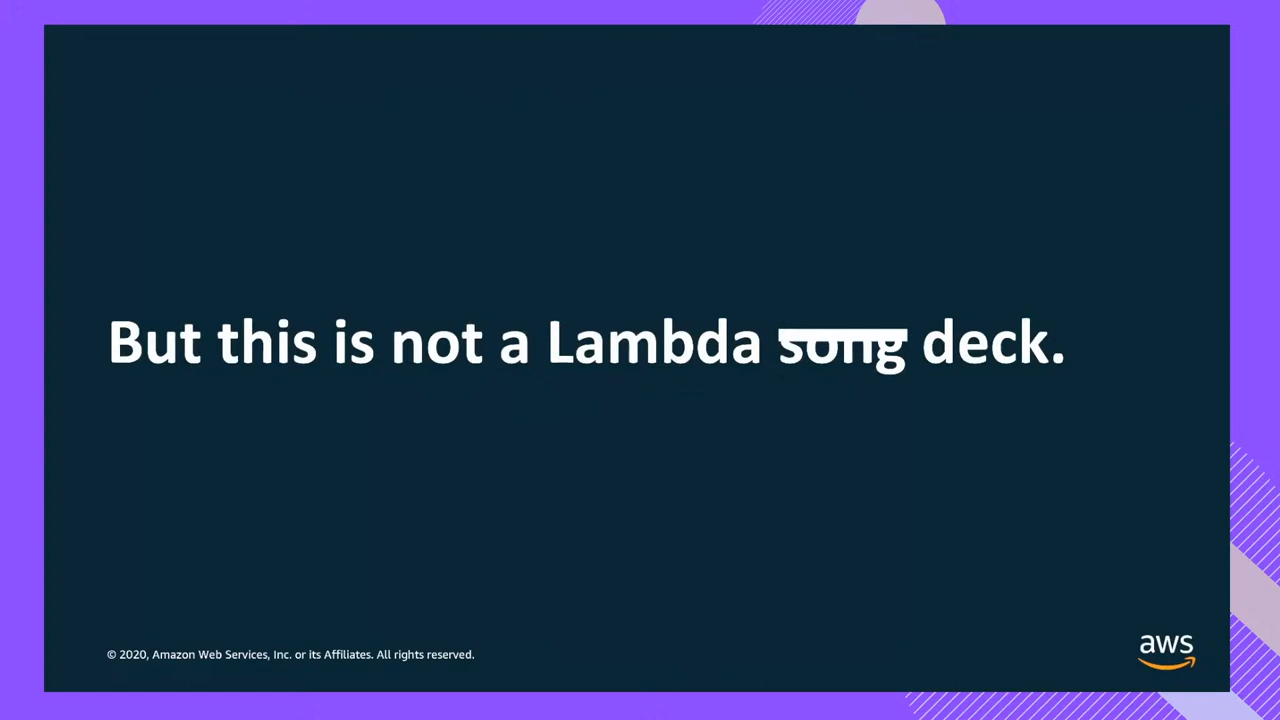 But this is not a Lambda song deck.
© 2020, Amazon Web Services, Inc. or its Affiliates. All rights reserved.
aws